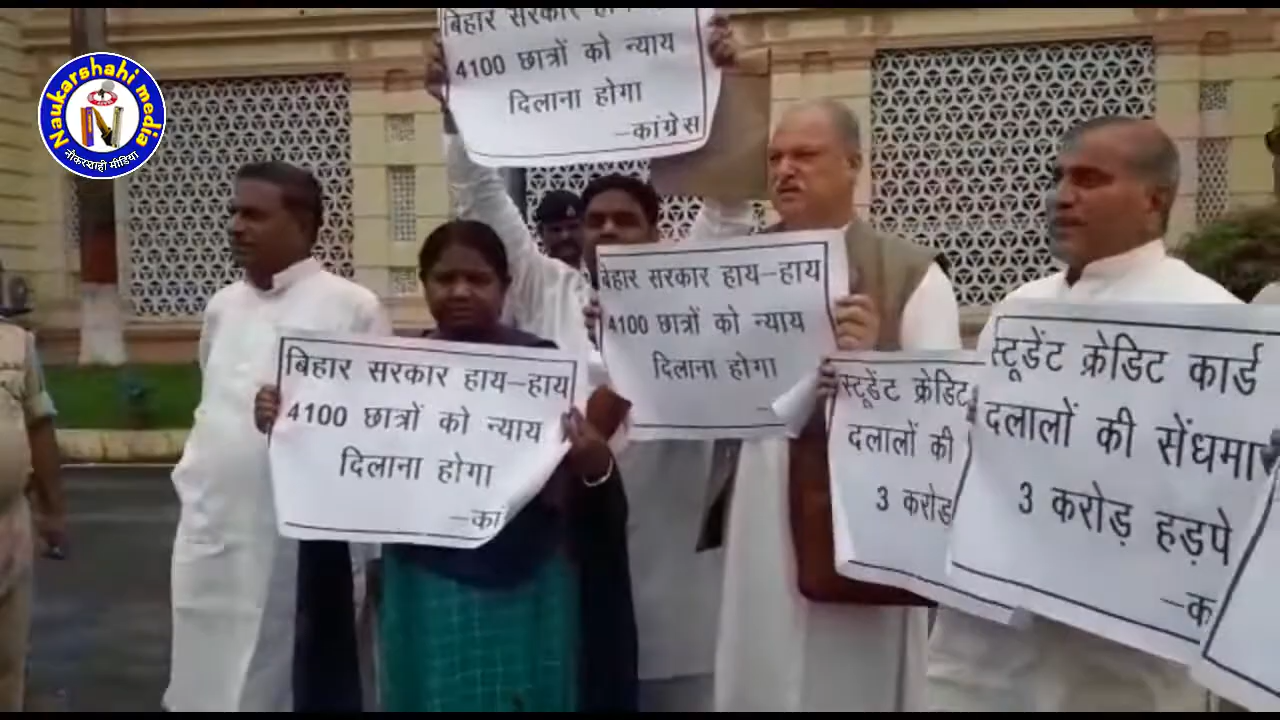 Naukarshahi media
नौकरशाही मीडिया
N
बिहार सरकार
4100 छात्रों को न्याय
दिलाना होगा
–कांग्रेस
बिहार सरकार हाय–हाय
4100 छात्रों को न्याय
दिलाना होगा
बिहार सरकार हाय–हाय
4100 छात्रों को न्याय
दिलाना होगा
–कां
स्टूडेंट क्रेडिट
दलालों की
3 करोड़
स्टूडेंट क्रेडिट कार्ड
दलालों की सेंधमा
3 करोड़ हड़पे
–क